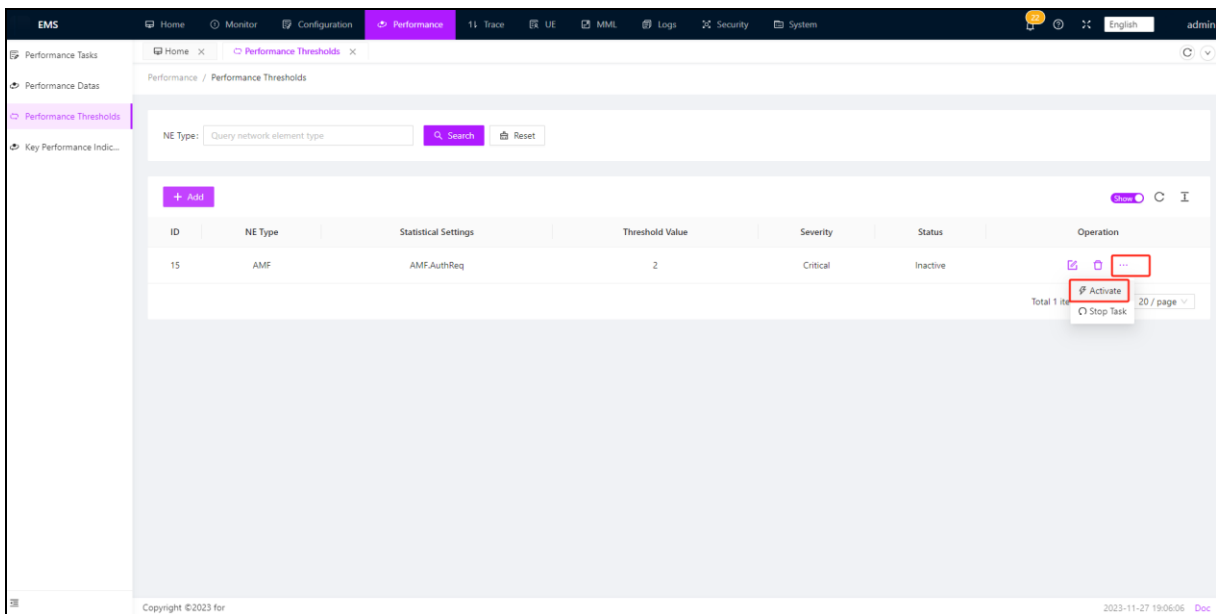 EMS Home Monitor Configuration Performance Trace UE MML Logs Security System 22 English admin
Performance Tasks
Performance Datas
Performance Thresholds
Key Performance Indic...
Home Performance Thresholds
Performance / Performance Thresholds
NE Type: Query network element type Search Reset
+ Add Show
ID NE Type Statistical Settings Threshold Value Severity Status Operation
15 AMF AMF.AuthReq 2 Critical Inactive ...
Activate
Stop Task
Total 1 ite 20 / page
Copyright ©2023 for 2023-11-27 19:06:06 Doc